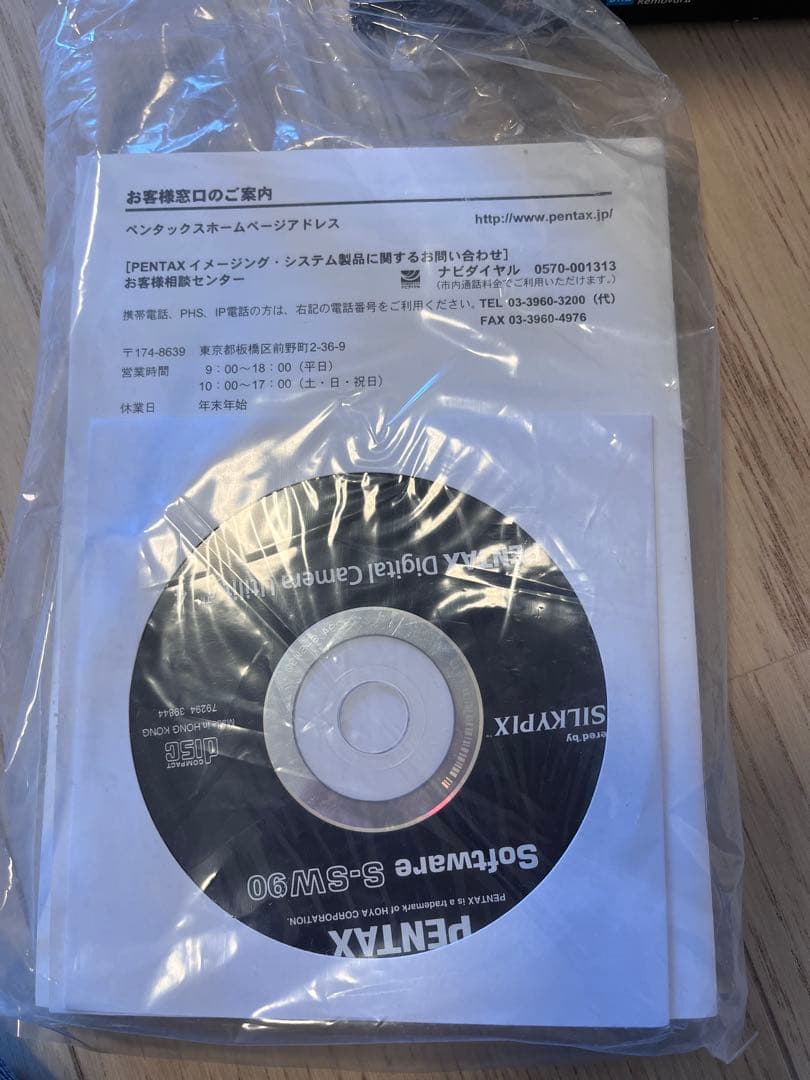 Removabl
お客様窓口のご案内
ペンタックスホームページアドレス http://www.pentax.jp/
[PENTAX イメージング・システム製品に関するお問い合わせ]
お客様相談センター ナビダイヤル 0570-001313
(市内通話料金でご利用いただけます。)
携帯電話、PHS、IP電話の方は、右記の電話番号をご利用ください。TEL 03-3960-3200（代）
FAX 03-3960-4976
〒174-8639 東京都板橋区前野町2-36-9
営業時間 9：00～18：00（平日）
10：00～17：00（土・日・祝日）
休業日 年末年始
PENTAX
PENTAX is a trademark of HOYA CORPORATION.
Software S-SW90
ered by
SILKYPIX™
COMPACT
disc
Made in HONG KONG
79294 39844
PENTAX Digital Camera Utility